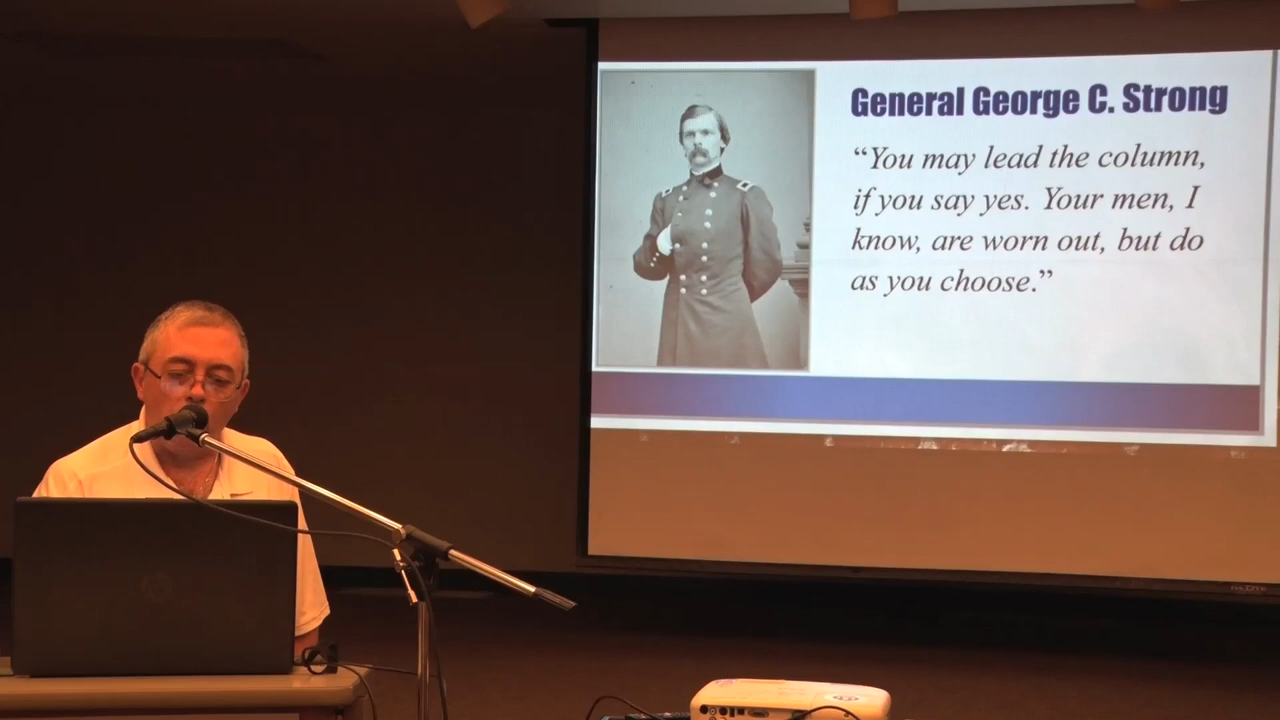 General George C. Strong
“You may lead the column,
if you say yes. Your men, I
know, are worn out, but do
as you choose.”